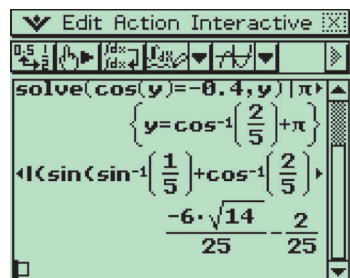 Edit Action Interactive
solve(cos(y)=-0.4,y)|π
{y=cos⁻¹(2/5)+π}
l(sin(sin⁻¹(1/5)+cos⁻¹(2/5)
-6·√14/25 - 2/25